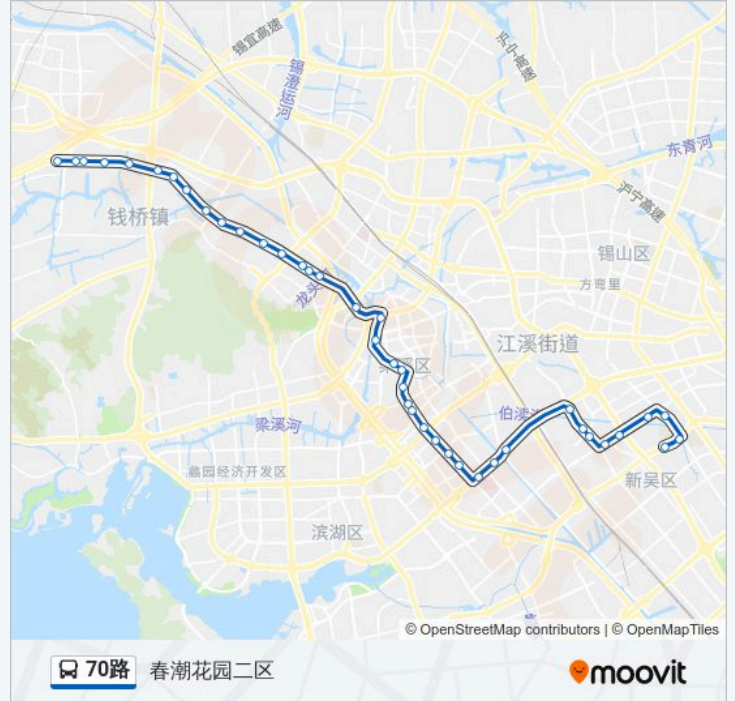 锡宜高速
沪宁高速
锡澄运河
东青河
沪宁高速
钱桥镇
锡山区
方弯里
龙头
江溪街道
梁溪区
伯渎
梁溪河
蠡园经济开发区
新吴区
滨湖区
© OpenStreetMap contributors | © OpenMapTiles
70路 春潮花园二区
moovit